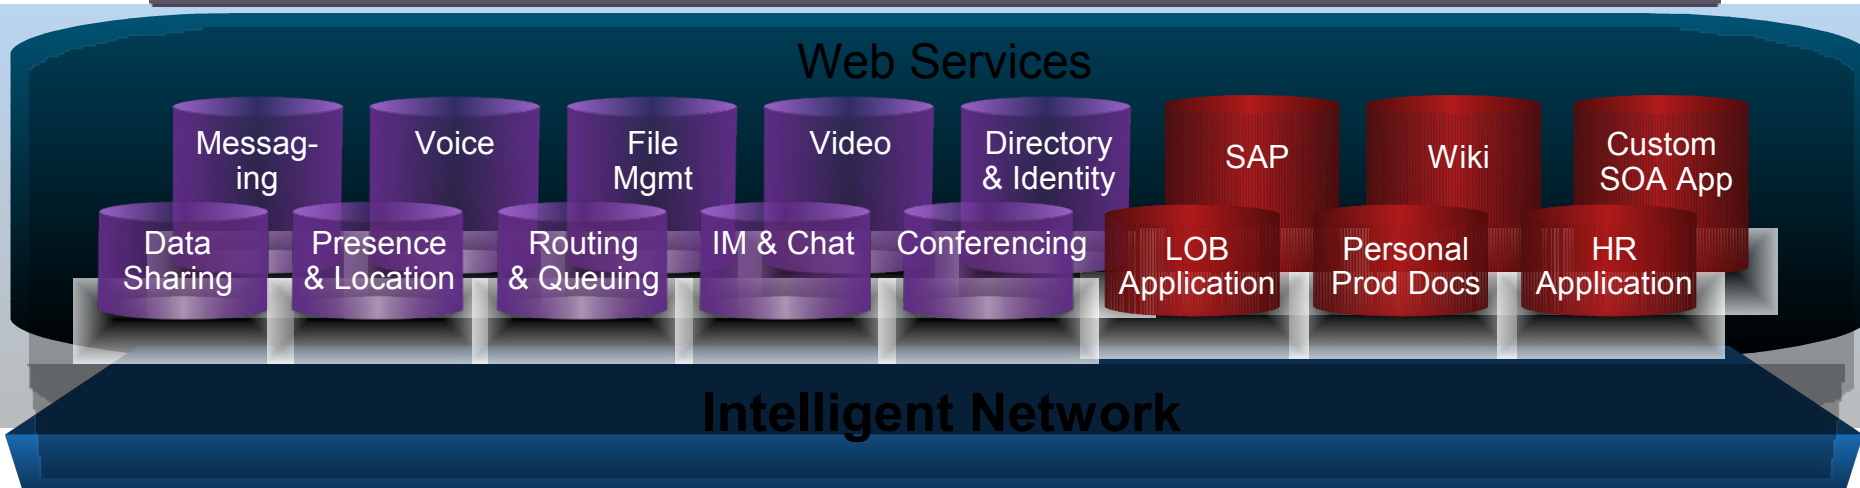 Web Services
Messag-
ing
Voice
File
Mgmt
Video
Directory
& Identity
SAP
Wiki
Custom
SOA App
Data
Sharing
Presence
& Location
Routing
& Queuing
IM & Chat
Conferencing
LOB
Application
Personal
Prod Docs
HR
Application
Intelligent Network